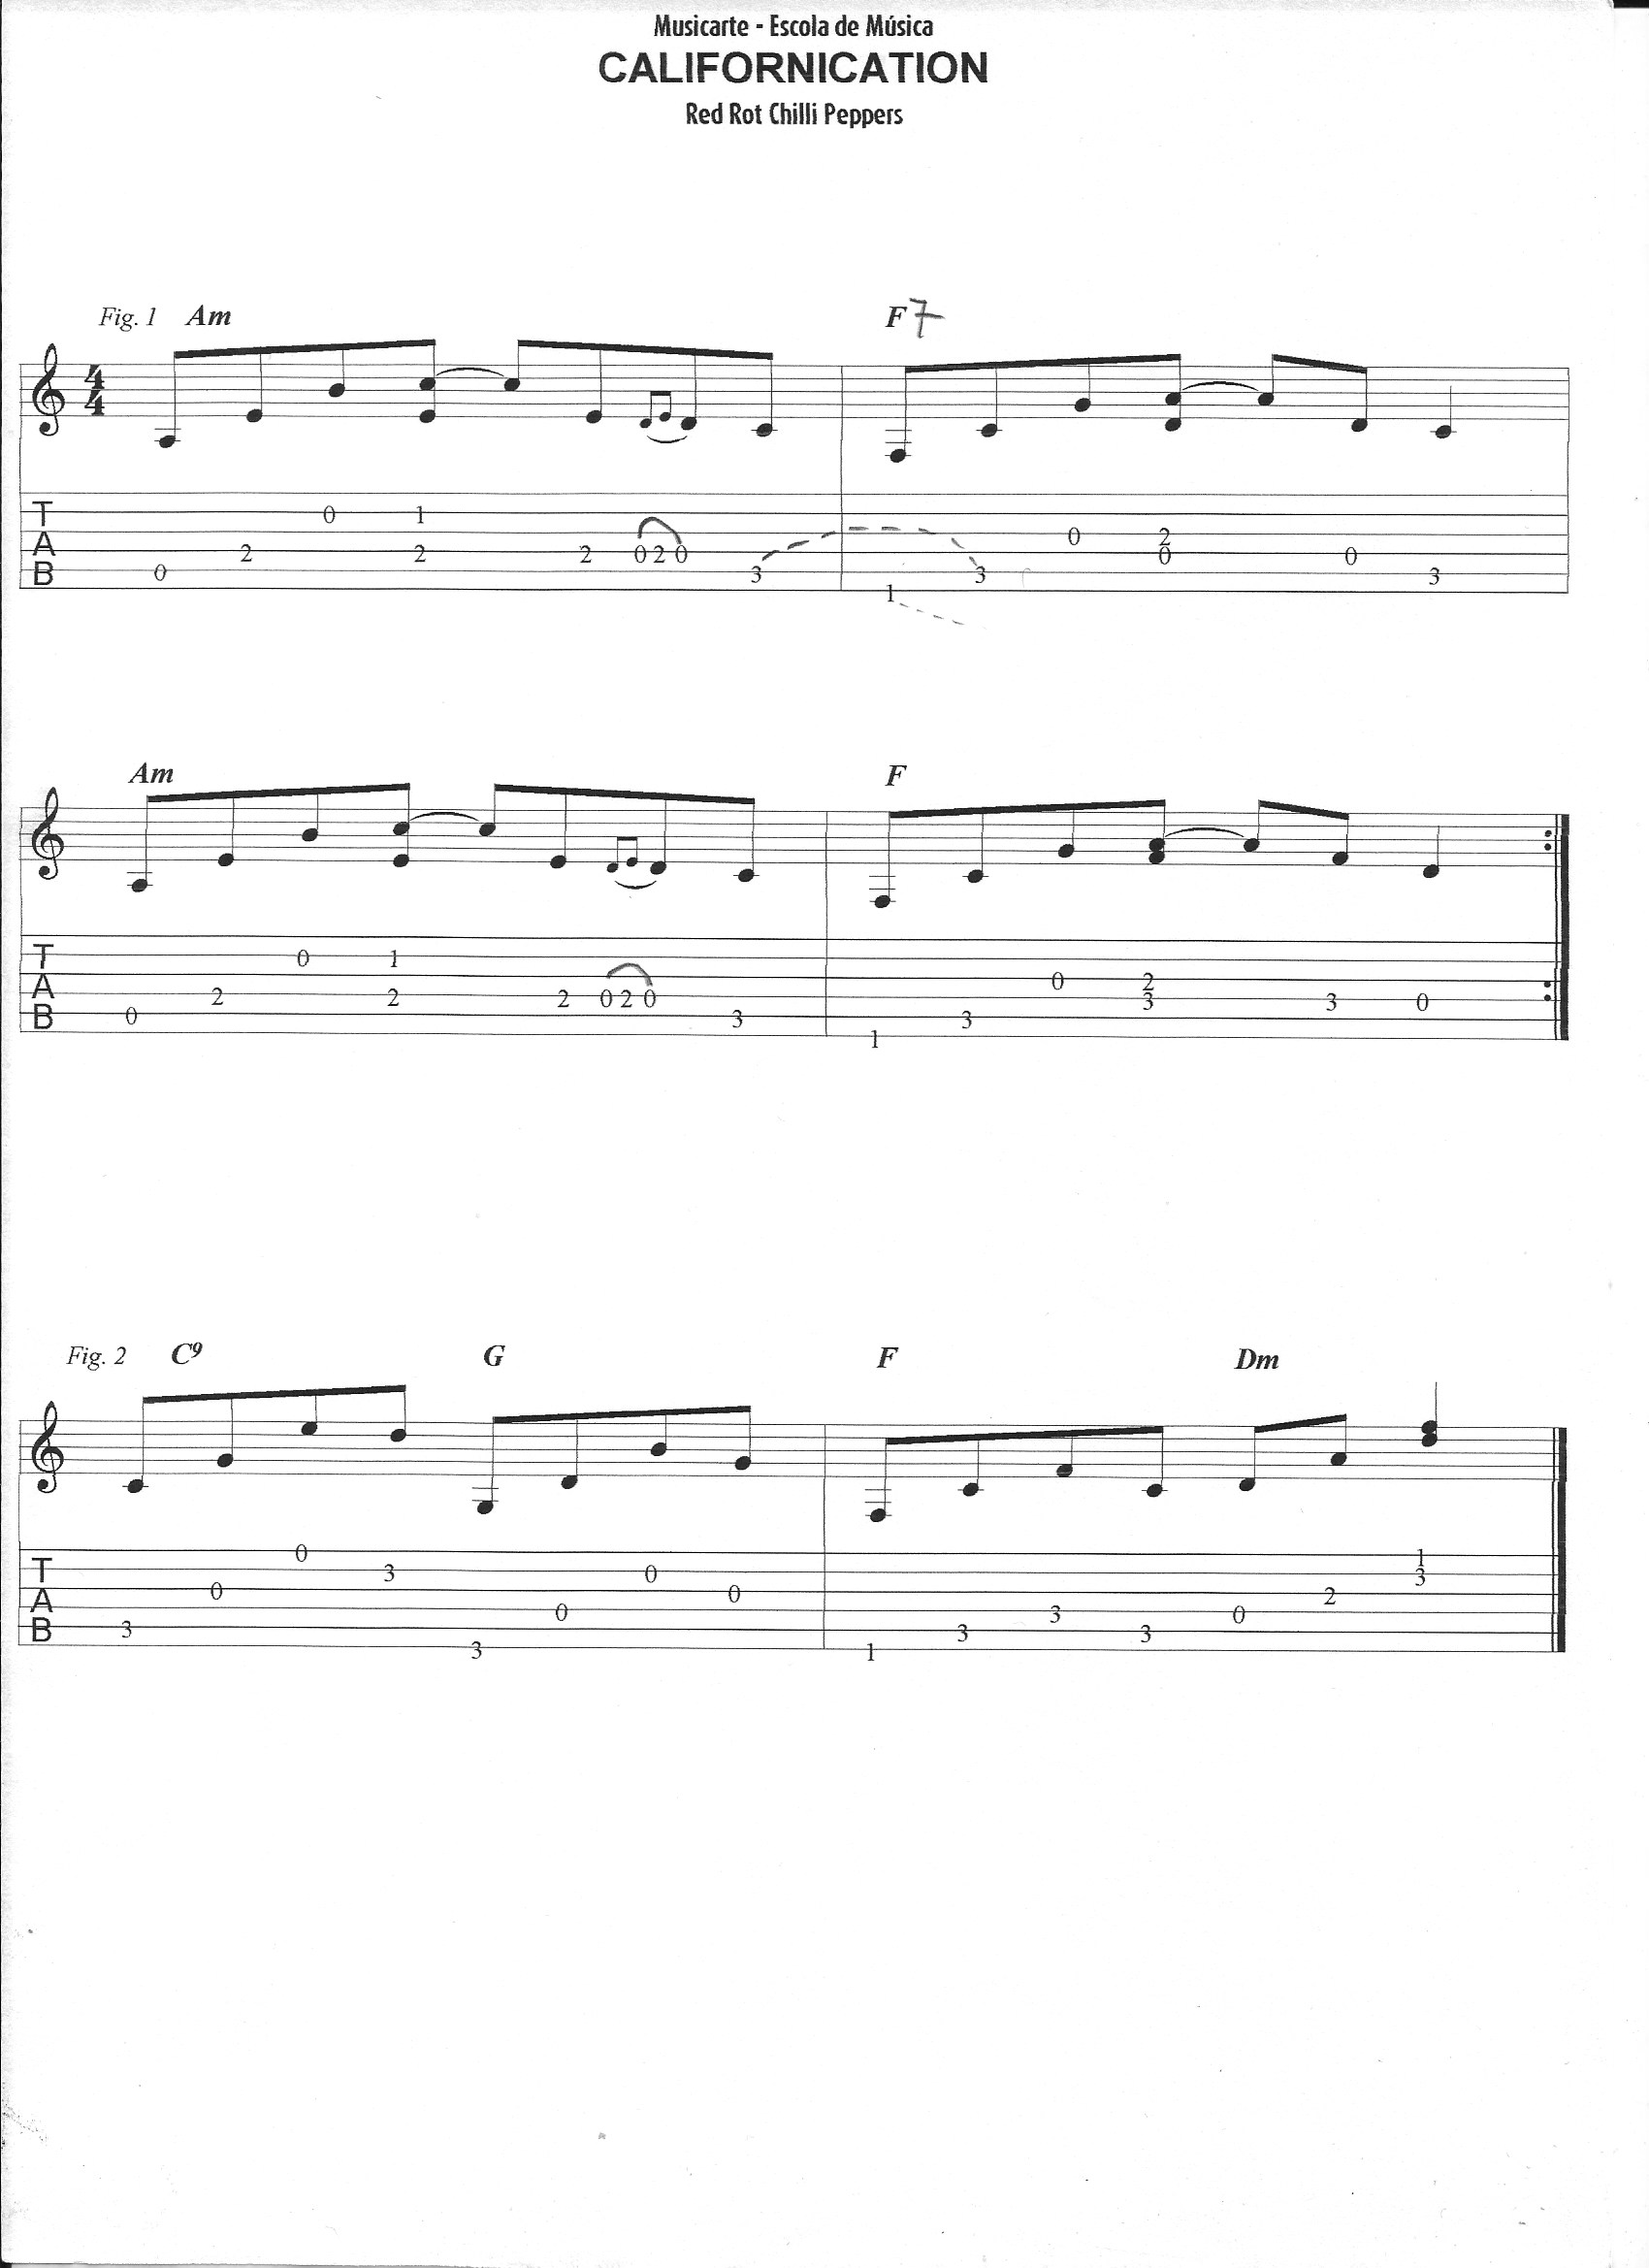 Musicarte - Escola de Música
CALIFORNICATION
Red Rot Chilli Peppers
Fig. 1 Am F7
4
4
T
A
B
0 1
0 2
2 2 2 0 2 0 0 0
0 3 3 3
1
Am F
T
A
B
0 1
0 2
2 2 2 0 2 0 3 3 0
0 3 3
1
Fig. 2 C9 G F Dm
T
A
B
0 1
3 0 3
0 0 2
0 3 0
3 3 3
3 1